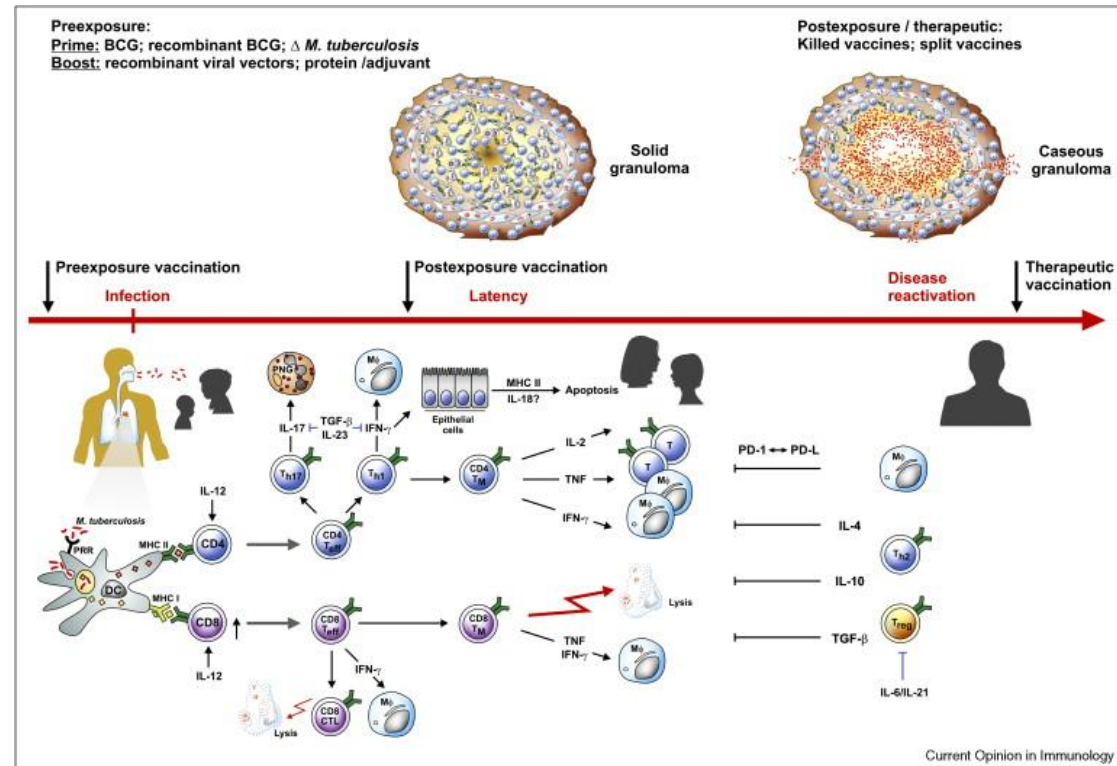 Preexposure:
Prime: BCG; recombinant BCG; Δ M. tuberculosis
Boost: recombinant viral vectors; protein /adjuvant
Postexposure / therapeutic:
Killed vaccines; split vaccines
Solid
granuloma
Caseous
granuloma
Preexposure vaccination
Infection
Postexposure vaccination
Latency
Disease
reactivation
Therapeutic
vaccination
PNG
Mϕ
MHC II
IL-18?
Apoptosis
Epithelial
cells
IL-17
TGF-β
IL-23
IFN-γ
Th17
Th1
CD4
TM
IL-2
TNF
IFN-γ
T
T
Mϕ
Mϕ
PD-1 ↔ PD-L
Mϕ
IL-4
Th2
IL-10
Treg
TGF-β
IL-6/IL-21
IL-12
M. tuberculosis
PRR
MHC II
CD4
CD4
Teff
DC
MHC I
CD8
IL-12
CD8
Teff
CD8
TM
Lysis
TNF
IFN-γ
Mϕ
IFN-γ
Lysis
CD8
CTL
Mϕ
Current Opinion in Immunology